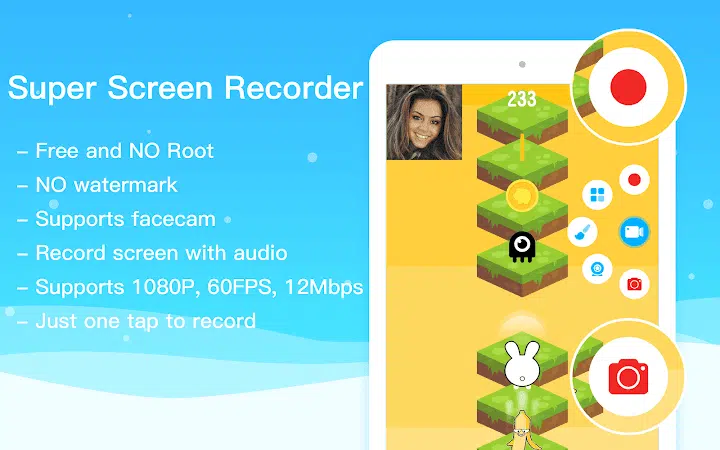 Super Screen Recorder
– Free and NO Root
– NO watermark
– Supports facecam
– Record screen with audio
– Supports 1080P, 60FPS, 12Mbps
– Just one tap to record
233